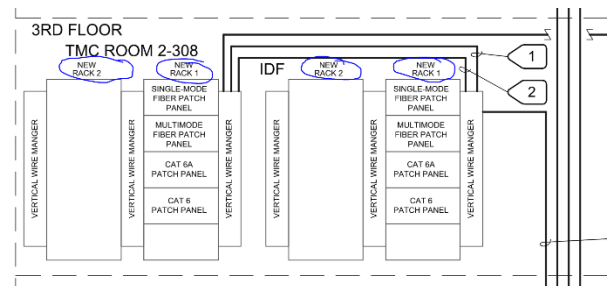 3RD FLOOR
TMC ROOM 2-308
NEW
RACK 2
NEW
RACK 1
IDF
NEW
RACK 2
NEW
RACK 1
1
2
VERTICAL WIRE MANGER
VERTICAL WIRE MANGER
SINGLE-MODE
FIBER PATCH
PANEL
MULTIMODE
FIBER PATCH
PANEL
CAT 6A
PATCH PANEL
CAT 6
PATCH PANEL
VERTICAL WIRE MANGER
VERTICAL WIRE MANGER
VERTICAL WIRE MANGER
SINGLE-MODE
FIBER PATCH
PANEL
MULTIMODE
FIBER PATCH
PANEL
CAT 6A
PATCH PANEL
CAT 6
PATCH PANEL
VERTICAL WIRE MANGER